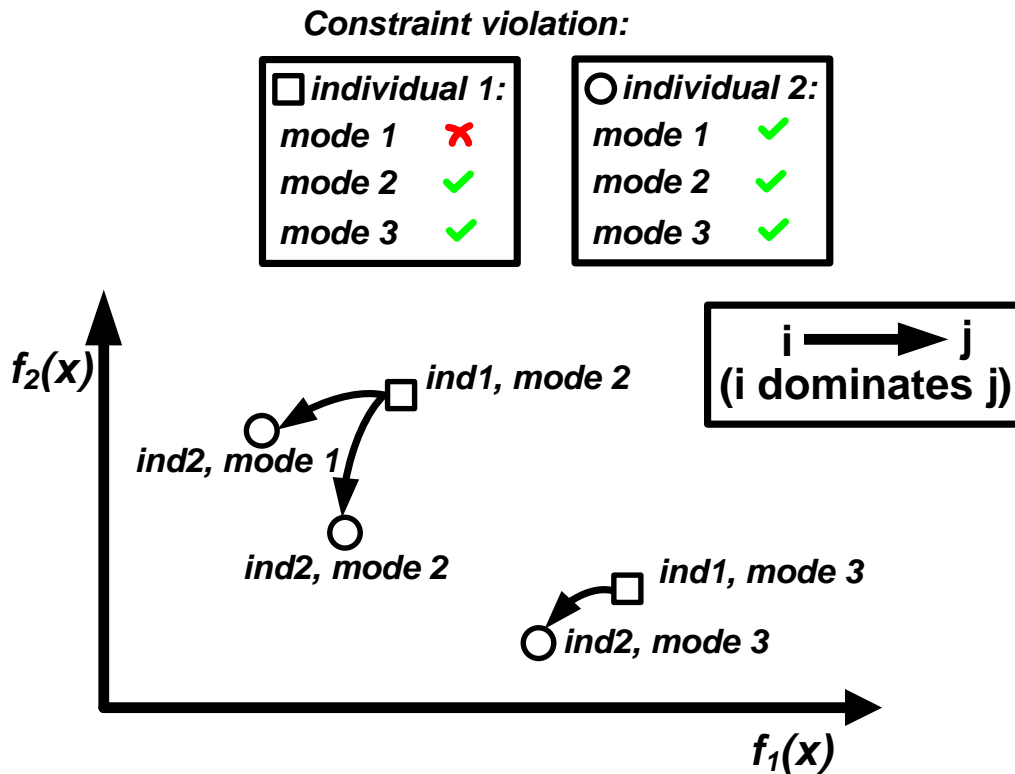 Constraint violation:
individual 1:
mode 1
mode 2
mode 3
individual 2:
mode 1
mode 2
mode 3
i j
(i dominates j)
f2(x)
ind1, mode 2
ind2, mode 1
ind2, mode 2
ind1, mode 3
ind2, mode 3
f1(x)